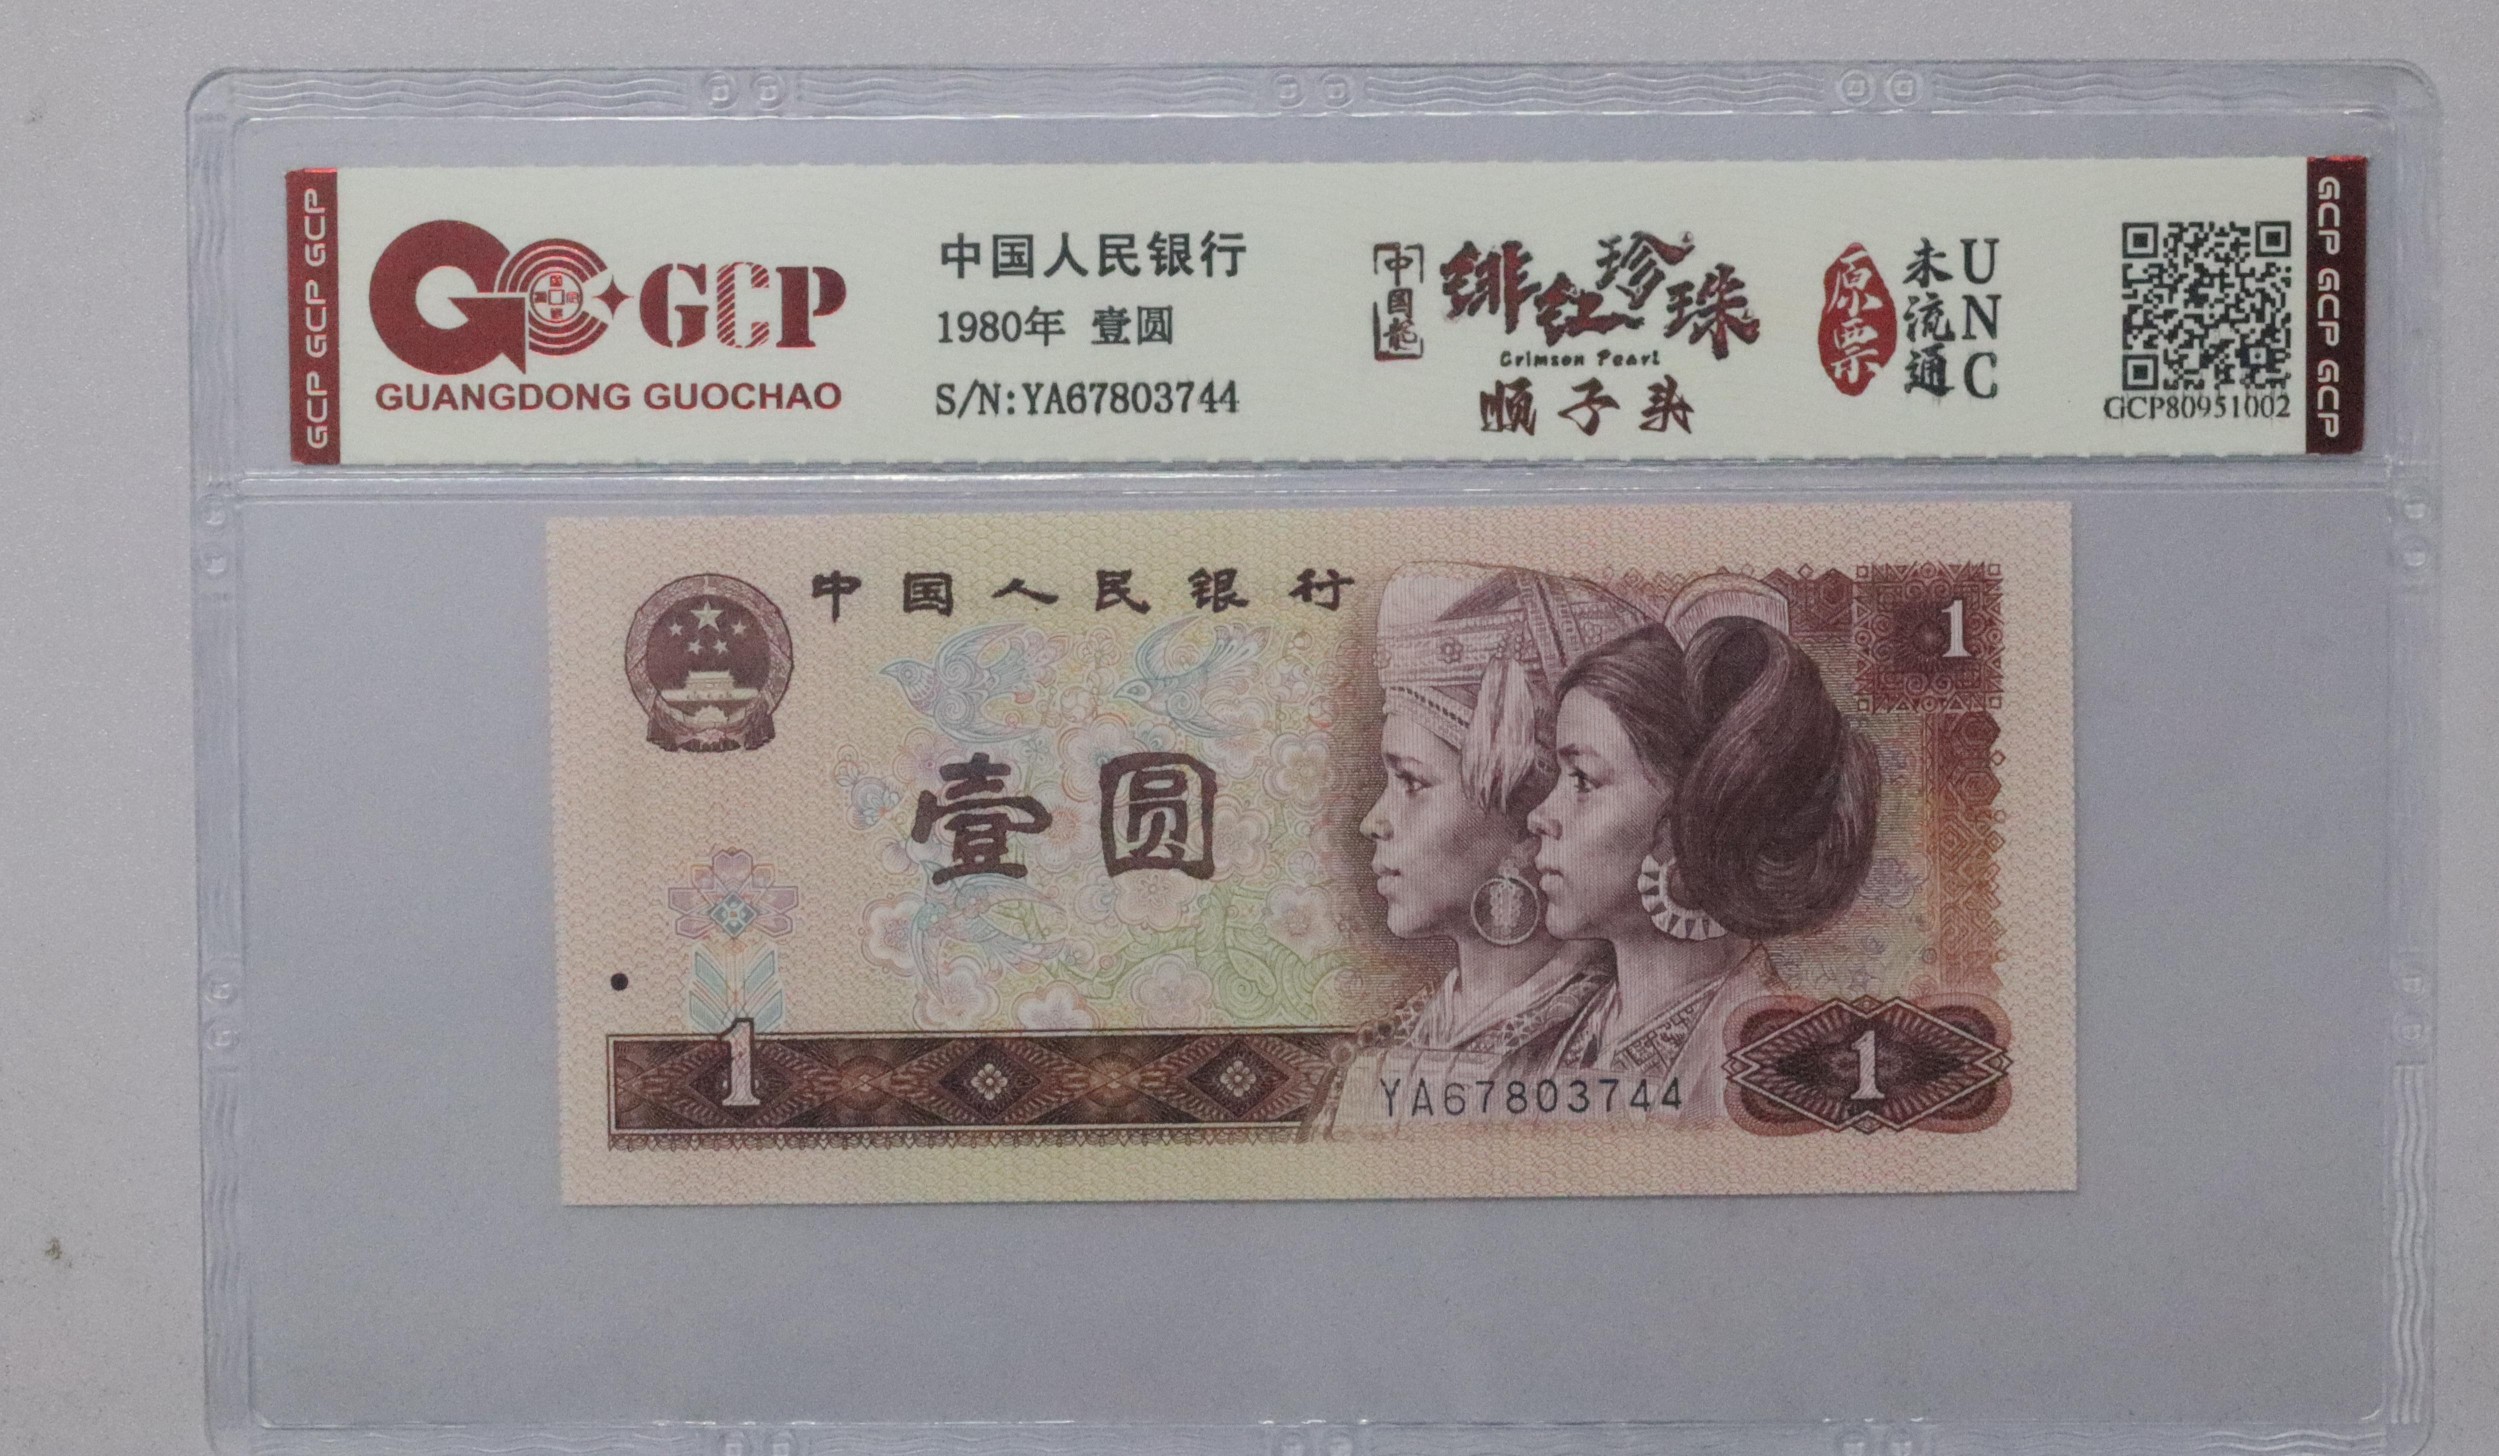 GCP GCP GCP
GCP
GUANGDONG GUOCHAO
中国人民银行
1980年 壹圆
S/N:YA67803744
中国龍
绯红珍珠
Crimson Pearl
顺子头
原票
未流通
UNC
GCP80951002
GCP GCP GCP
中国人民银行
1
壹圆
1
YA67803744
1